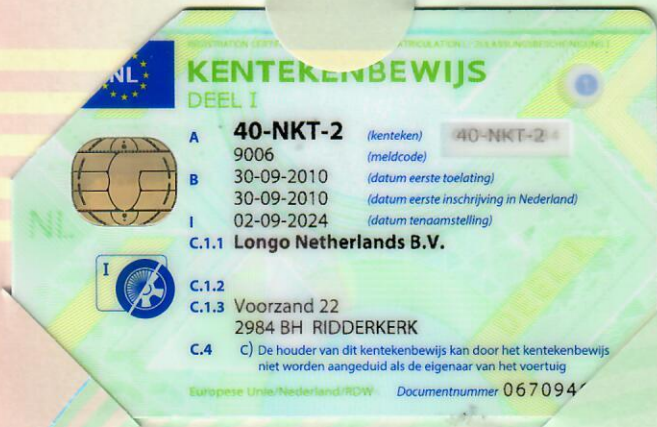 NL
KENTEKENBEWIJS
DEEL I
A 40-NKT-2 (kenteken) 40-NKT-2
9006 (meldcode)
B 30-09-2010 (datum eerste toelating)
30-09-2010 (datum eerste inschrijving in Nederland)
I 02-09-2024 (datum tenaamstelling)
C.1.1 Longo Netherlands B.V.
NL
I
C.1.2
C.1.3 Voorzand 22
2984 BH RIDDERKERK
C.4 C) De houder van dit kentekenbewijs kan door het kentekenbewijs
niet worden aangeduid als de eigenaar van het voertuig
Europese Unie/Nederland/RDW Documentnummer 067094